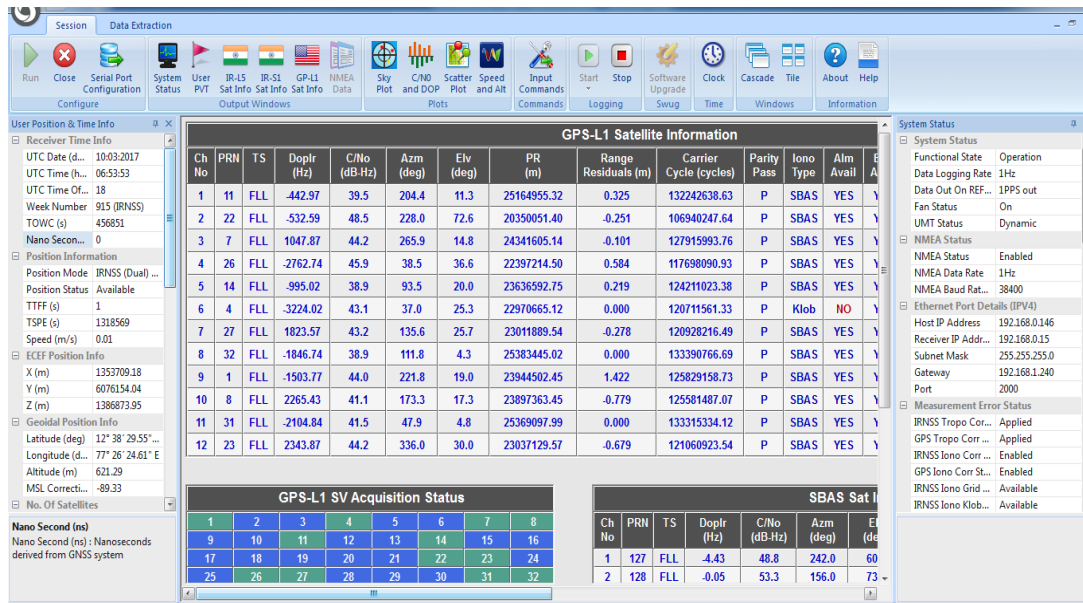 Session Data Extraction
Run Close Serial Port Configuration System Status User PVT IR-L5 Sat Info IR-S1 Sat Info GP-L1 Sat Info NMEA Data Sky Plot C/N0 and DOP Scatter Plot Speed and Alt Input Commands Start Stop Software Upgrade Clock Cascade Tile About Help
Configure Output Windows Plots Commands Logging Swug Time Windows Information
User Position & Time Info
Receiver Time Info
UTC Date (d... 10:03:2017
UTC Time (h... 06:53:53
UTC Time Of... 18
Week Number 915 (IRNSS)
TOWC (s) 456851
Nano Secon... 0
Position Information
Position Mode IRNSS (Dual) ...
Position Status Available
TTFF (s) 1
TSPE (s) 1318569
Speed (m/s) 0.01
ECEF Position Info
X (m) 1353709.18
Y (m) 6076154.04
Z (m) 1386873.95
Geoidal Position Info
Latitude (deg) 12° 38' 29.55"...
Longitude (d... 77° 26' 24.61" E
Altitude (m) 621.29
MSL Correcti... -89.33
No. Of Satellites
Nano Second (ns)
Nano Second (ns) : Nanoseconds
derived from GNSS system
GPS-L1 Satellite Information
Ch No PRN TS Doplr (Hz) C/No (dB-Hz) Azm (deg) Elv (deg) PR (m) Range Residuals (m) Carrier Cycle (cycles) Parity Pass Iono Type Alm Avail
1 11 FLL -442.97 39.5 204.4 11.3 25164955.32 0.325 132242638.63 P SBAS YES
2 22 FLL -532.59 48.5 228.0 72.6 20350051.40 -0.251 106940247.64 P SBAS YES
3 7 FLL 1047.87 44.2 265.9 14.8 24341605.14 -0.101 127915993.76 P SBAS YES
4 26 FLL -2762.74 45.9 38.5 36.6 22397214.50 0.584 117698090.93 P SBAS YES
5 14 FLL -995.02 38.9 93.5 20.0 23636592.75 0.219 124211023.38 P SBAS YES
6 4 FLL -3224.02 43.1 37.0 25.3 22970665.12 0.000 120711561.33 P Klob NO
7 27 FLL 1823.57 43.2 135.6 25.7 23011889.54 -0.278 120928216.49 P SBAS YES
8 32 FLL -1846.74 38.9 111.8 4.3 25383445.02 0.000 133390766.69 P SBAS YES
9 1 FLL -1503.77 44.0 221.8 19.0 23944502.45 1.422 125829158.73 P SBAS YES
10 8 FLL 2265.43 41.1 173.3 17.3 23897363.45 -0.779 125581487.07 P SBAS YES
11 31 FLL -2104.84 41.5 47.9 4.8 25369097.99 0.000 133315334.12 P SBAS YES
12 23 FLL 2343.87 44.2 336.0 30.0 23037129.57 -0.679 121060923.54 P SBAS YES
GPS-L1 SV Acquisition Status
1 2 3 4 5 6 7 8
9 10 11 12 13 14 15 16
17 18 19 20 21 22 23 24
25 26 27 28 29 30 31 32
SBAS Sat I
Ch No PRN TS Doplr (Hz) C/No (dB-Hz) Azm (deg)
1 127 FLL -4.43 48.8 242.0 60
2 128 FLL -0.05 53.3 156.0 73
System Status
System Status
Functional State Operation
Data Logging Rate 1Hz
Data Out On REF... 1PPS out
Fan Status On
UMT Status Dynamic
NMEA Status
NMEA Status Enabled
NMEA Data Rate 1Hz
NMEA Baud Rat... 38400
Ethernet Port Details (IPV4)
Host IP Address 192.168.0.146
Receiver IP Addr... 192.168.0.15
Subnet Mask 255.255.255.0
Gateway 192.168.1.240
Port 2000
Measurement Error Status
IRNSS Tropo Cor... Applied
GPS Tropo Corr ... Applied
IRNSS Iono Corr ... Enabled
GPS Iono Corr St... Enabled
IRNSS Iono Grid ... Available
IRNSS Iono Klob... Available